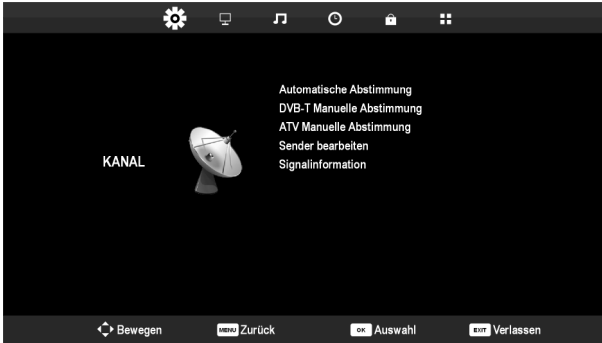 Automatische Abstimmung
DVB-T Manuelle Abstimmung
ATV Manuelle Abstimmung
Sender bearbeiten
Signalinformation
KANAL
Bewegen
MENU Zurück
OK Auswahl
EXIT Verlassen